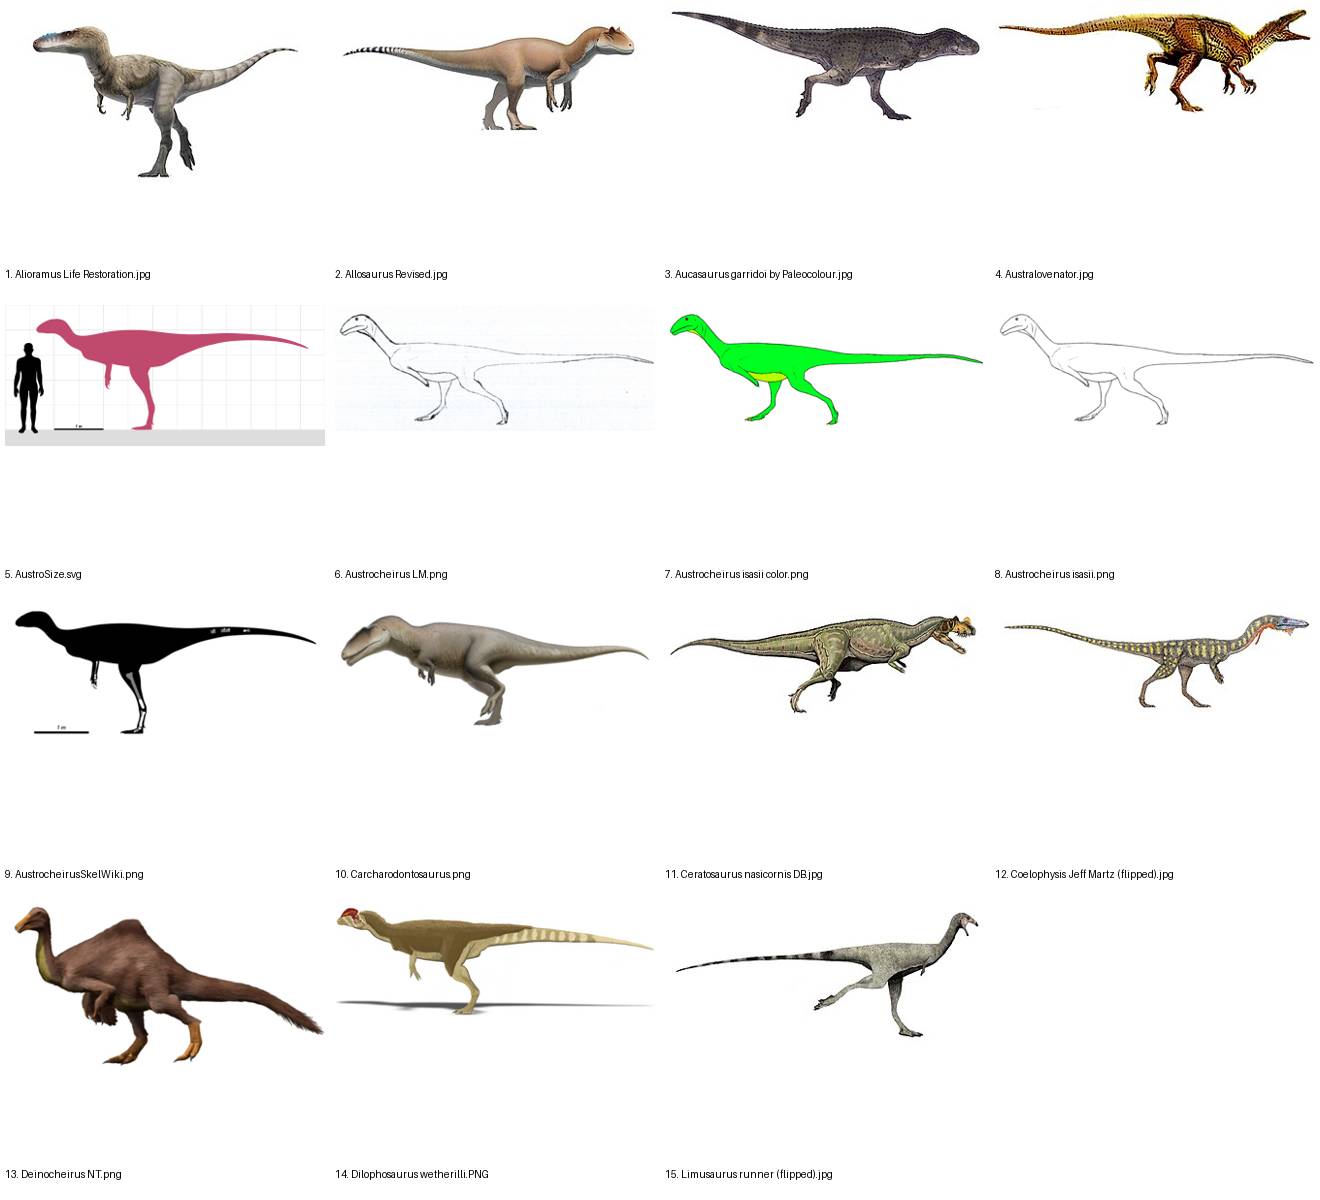 1. Alioramus Life Restoration.jpg
2. Allosaurus Revised.jpg
3. Aucasaurus garridoi by Paleocolour.jpg
4. Australovenator.jpg
5. AustroSize.svg
6. Austrocheirus LM.png
7. Austrocheirus isasii color.png
8. Austrocheirus isasii.png
9. AustrocheirusSkelWiki.png
10. Carcharodontosaurus.png
11. Ceratosaurus nasicornis DB.jpg
12. Coelophysis Jeff Martz (flipped).jpg
13. Deinocheirus NT.png
14. Dilophosaurus wetherilli.PNG
15. Limusaurus runner (flipped).jpg